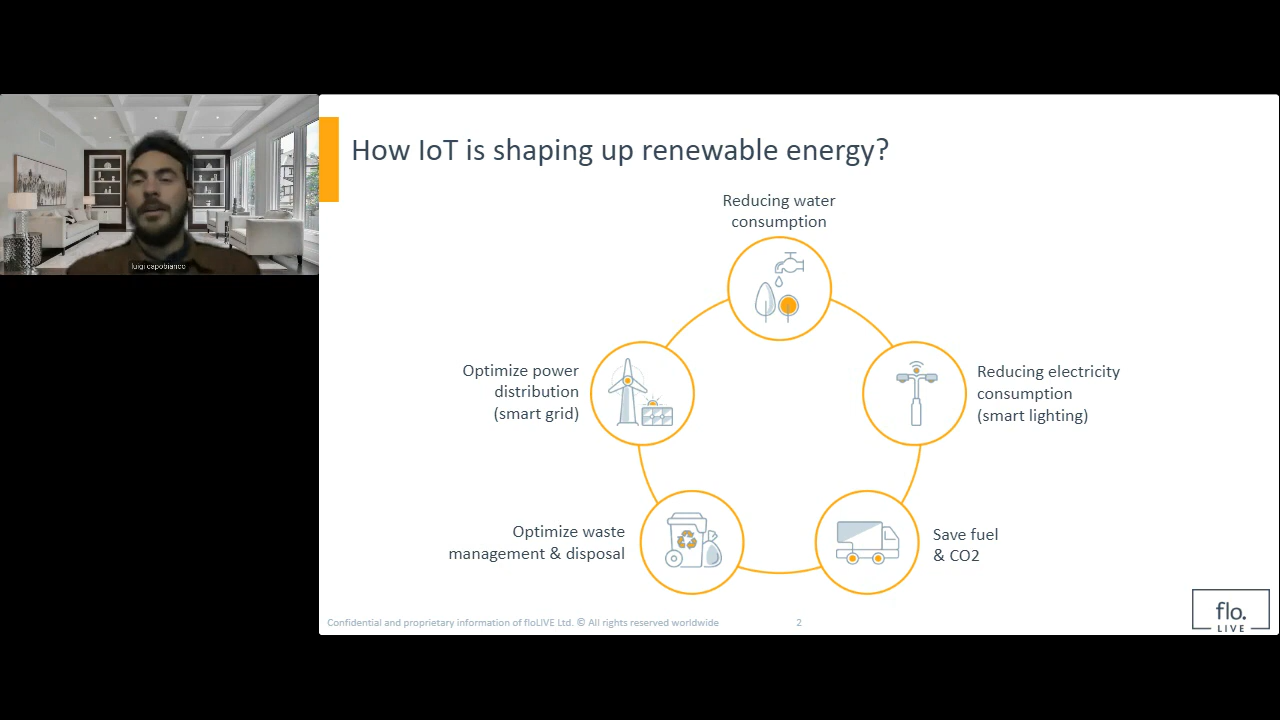 luigi capobianco
How IoT is shaping up renewable energy?
Reducing water
consumption
Optimize power
distribution
(smart grid)
Reducing electricity
consumption
(smart lighting)
Optimize waste
management & disposal
Save fuel
& CO2
Confidential and proprietary information of floLIVE Ltd. © All rights reserved worldwide
2
flo.
LIVE